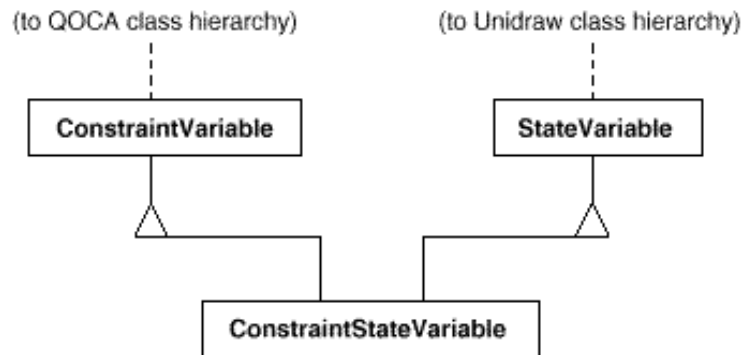 (to QOCA class hierarchy)
(to Unidraw class hierarchy)
ConstraintVariable
StateVariable
ConstraintStateVariable